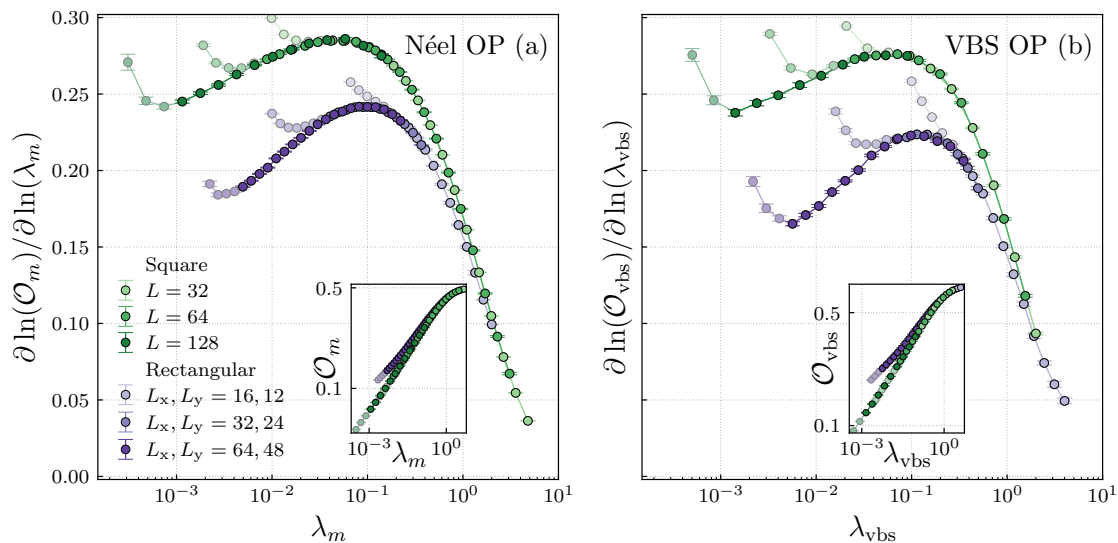 Néel OP (a)
∂ ln(𝒪_m)/∂ ln(λ_m)
0.30
0.25
0.20
0.15
0.10
0.05
0.00
Square
L = 32
L = 64
L = 128
Rectangular
L_x, L_y = 16, 12
L_x, L_y = 32, 24
L_x, L_y = 64, 48
𝒪_m
0.5
0.1
10^−3
10^0
λ_m
10^−3
10^−2
10^−1
10^0
10^1
λ_m
VBS OP (b)
∂ ln(𝒪_vbs)/∂ ln(λ_vbs)
𝒪_vbs
0.5
0.1
10^−3
10^0
λ_vbs
10^−3
10^−2
10^−1
10^0
10^1
λ_vbs